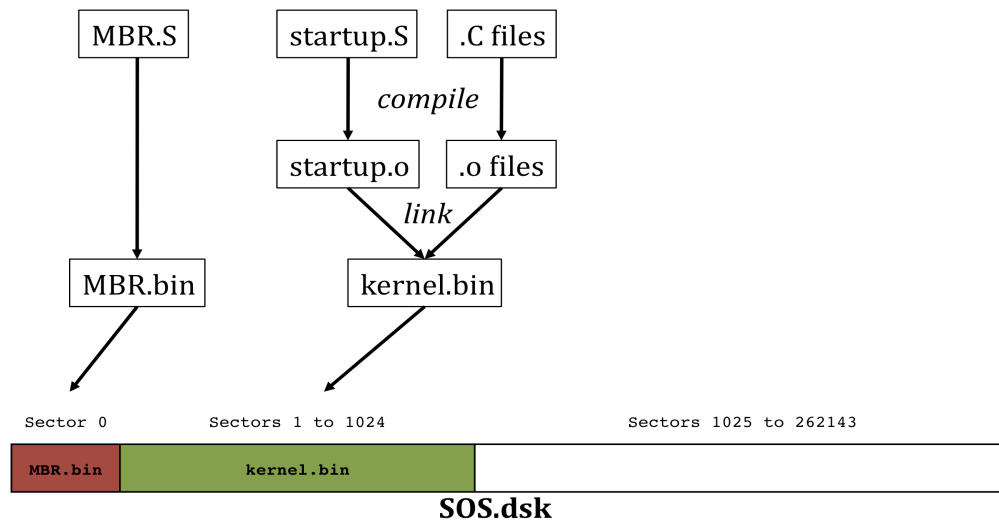 MBR.S
startup.S
.C files
compile
startup.o
.o files
link
MBR.bin
kernel.bin
Sector 0
Sectors 1 to 1024
Sectors 1025 to 262143
MBR.bin
kernel.bin
SOS.dsk